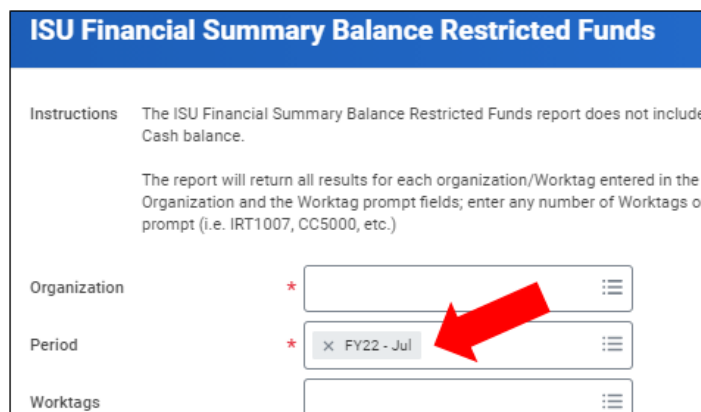 ISU Financial Summary Balance Restricted Funds
Instructions The ISU Financial Summary Balance Restricted Funds report does not include
Cash balance.
The report will return all results for each organization/Worktag entered in the
Organization and the Worktag prompt fields; enter any number of Worktags o
prompt (i.e. IRT1007, CC5000, etc.)
Organization *
Period * × FY22 - Jul
Worktags